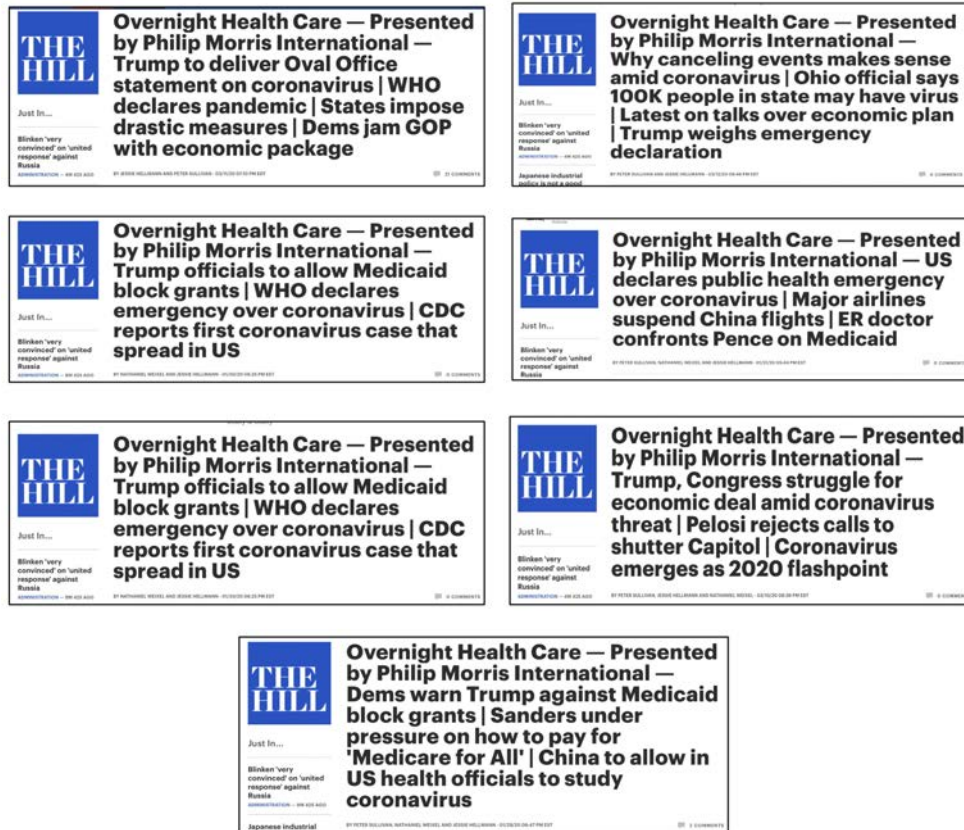 THE
HILL
Just In...
Blinken 'very
convinced' on 'united
response' against
Russia
ADMINISTRATION — 6M 42S AGO
Overnight Health Care — Presented
by Philip Morris International —
Trump to deliver Oval Office
statement on coronavirus | WHO
declares pandemic | States impose
drastic measures | Dems jam GOP
with economic package
THE
HILL
Just In...
Blinken 'very
convinced' on 'united
response' against
Russia
Japanese industrial
policy is not a good
Overnight Health Care — Presented
by Philip Morris International —
Why canceling events makes sense
amid coronavirus | Ohio official says
100K people in state may have virus
| Latest on talks over economic plan
| Trump weighs emergency
declaration
THE
HILL
Just In...
Blinken 'very
convinced' on 'united
response' against
Russia
Overnight Health Care — Presented
by Philip Morris International —
Trump officials to allow Medicaid
block grants | WHO declares
emergency over coronavirus | CDC
reports first coronavirus case that
spread in US
THE
HILL
Just In...
Blinken 'very
convinced' on 'united
response' against
Russia
Overnight Health Care — Presented
by Philip Morris International — US
declares public health emergency
over coronavirus | Major airlines
suspend China flights | ER doctor
confronts Pence on Medicaid
THE
HILL
Just In...
Blinken 'very
convinced' on 'united
response' against
Russia
Overnight Health Care — Presented
by Philip Morris International —
Trump officials to allow Medicaid
block grants | WHO declares
emergency over coronavirus | CDC
reports first coronavirus case that
spread in US
THE
HILL
Just In...
Blinken 'very
convinced' on 'united
response' against
Russia
Overnight Health Care — Presented
by Philip Morris International —
Trump, Congress struggle for
economic deal amid coronavirus
threat | Pelosi rejects calls to
shutter Capitol | Coronavirus
emerges as 2020 flashpoint
THE
HILL
Just In...
Blinken 'very
convinced' on 'united
response' against
Russia
Japanese industrial
Overnight Health Care — Presented
by Philip Morris International —
Dems warn Trump against Medicaid
block grants | Sanders under
pressure on how to pay for
'Medicare for All' | China to allow in
US health officials to study
coronavirus